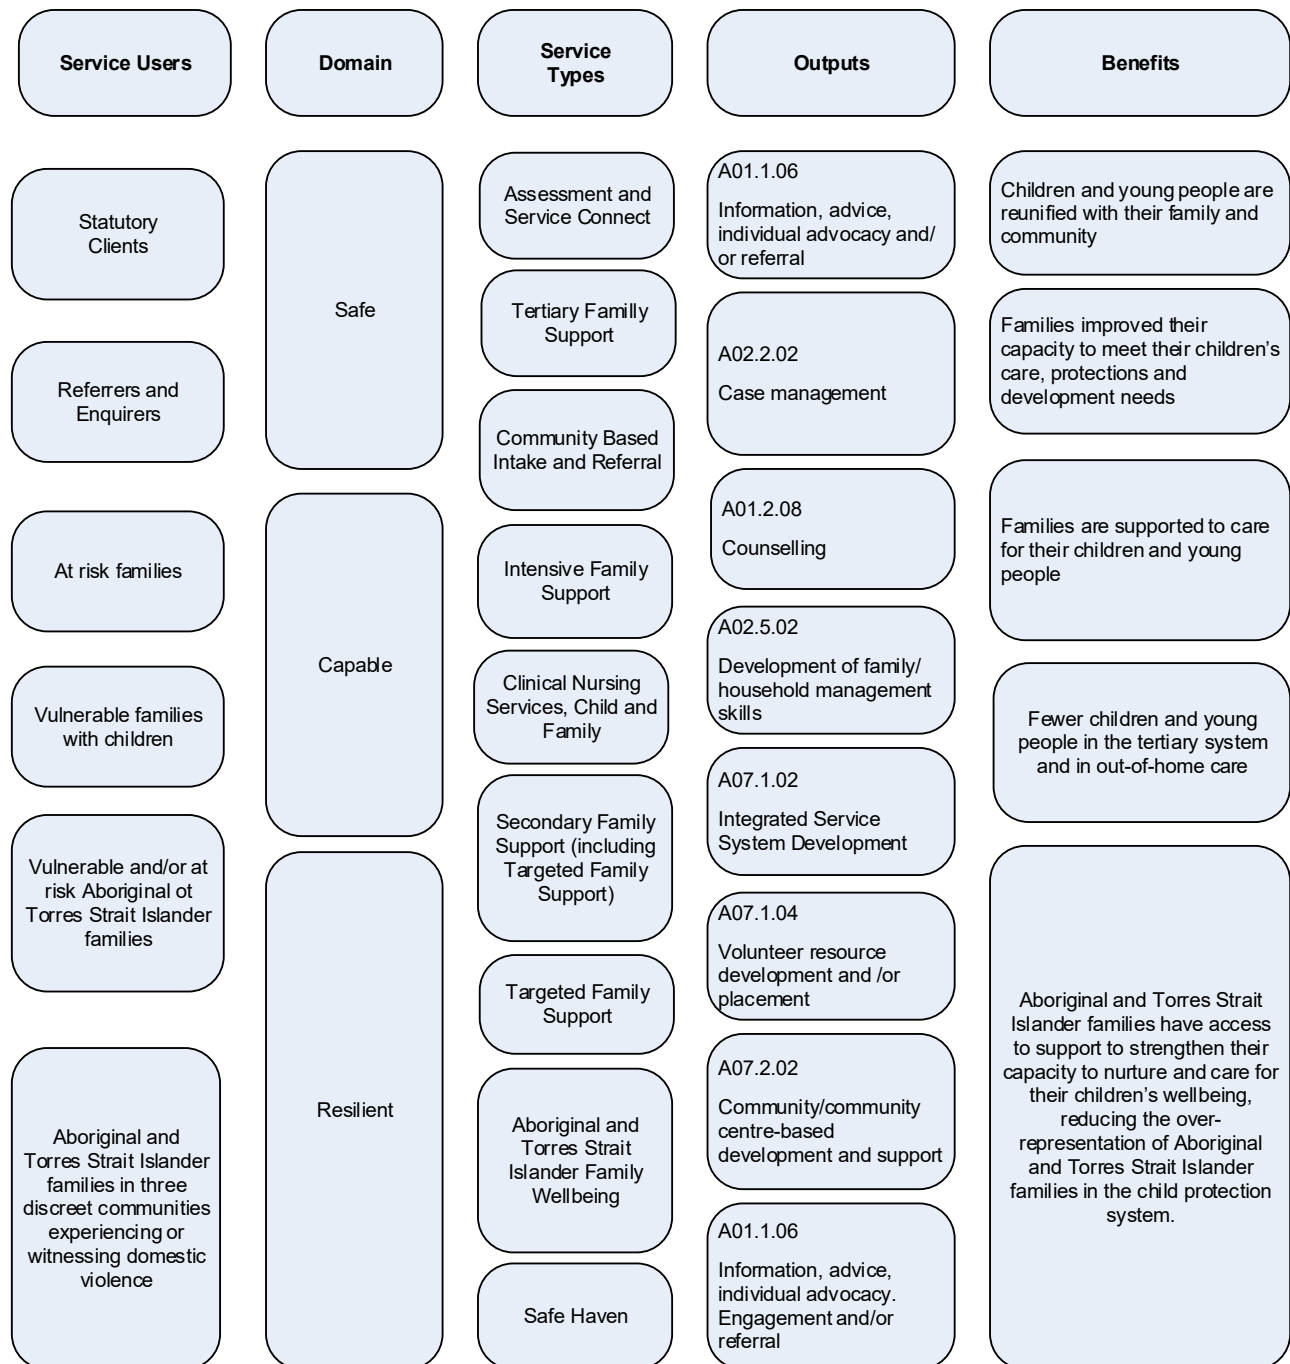 Service Users
Domain
Service
Types
Outputs
Benefits
Statutory
Clients
Referrers and
Enquirers
At risk families
Vulnerable families
with children
Vulnerable and/or at
risk Aboriginal ot
Torres Strait Islander
families
Aboriginal and
Torres Strait Islander
families in three
discreet communities
experiencing or
witnessing domestic
violence
Safe
Capable
Resilient
Assessment and
Service Connect
Tertiary Familly
Support
Community Based
Intake and Referral
Intensive Family
Support
Clinical Nursing
Services, Child and
Family
Secondary Family
Support (including
Targeted Family
Support)
Targeted Family
Support
Aboriginal and
Torres Strait
Islander Family
Wellbeing
Safe Haven
A01.1.06
Information, advice,
individual advocacy and/
or referral
A02.2.02
Case management
A01.2.08
Counselling
A02.5.02
Development of family/
household management
skills
A07.1.02
Integrated Service
System Development
A07.1.04
Volunteer resource
development and /or
placement
A07.2.02
Community/community
centre-based
development and support
A01.1.06
Information, advice,
individual advocacy.
Engagement and/or
referral
Children and young people are
reunified with their family and
community
Families improved their
capacity to meet their children’s
care, protections and
development needs
Families are supported to care
for their children and young
people
Fewer children and young
people in the tertiary system
and in out-of-home care
Aboriginal and Torres Strait
Islander families have access
to support to strengthen their
capacity to nurture and care for
their children’s wellbeing,
reducing the over-
representation of Aboriginal
and Torres Strait Islander
families in the child protection
system.